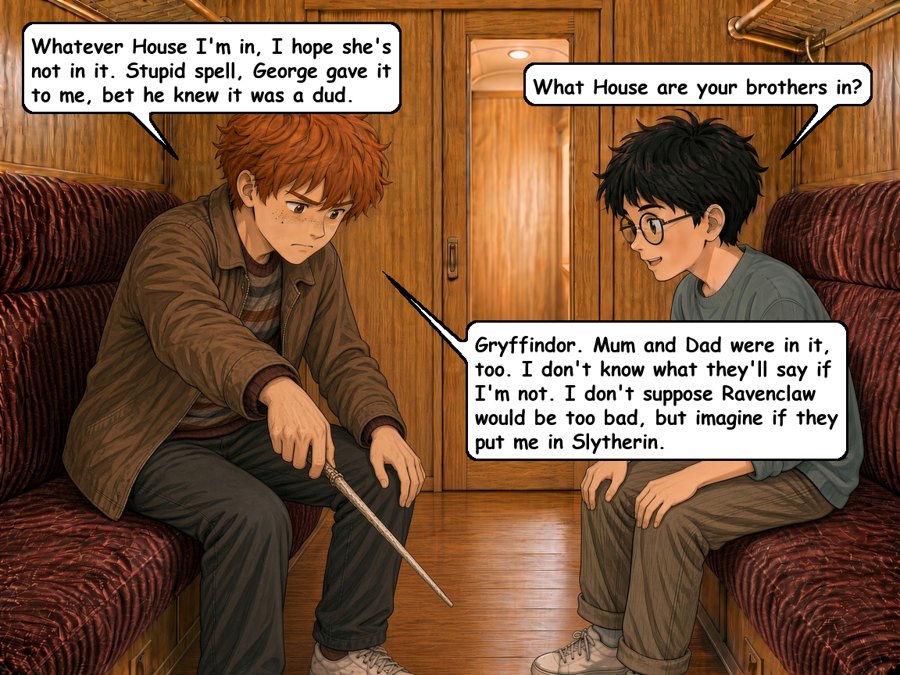 Whatever House I'm in, I hope she's
not in it. Stupid spell, George gave it
to me, bet he knew it was a dud.
What House are your brothers in?
Gryffindor. Mum and Dad were in it,
too. I don't know what they'll say if
I'm not. I don't suppose Ravenclaw
would be too bad, but imagine if they
put me in Slytherin.